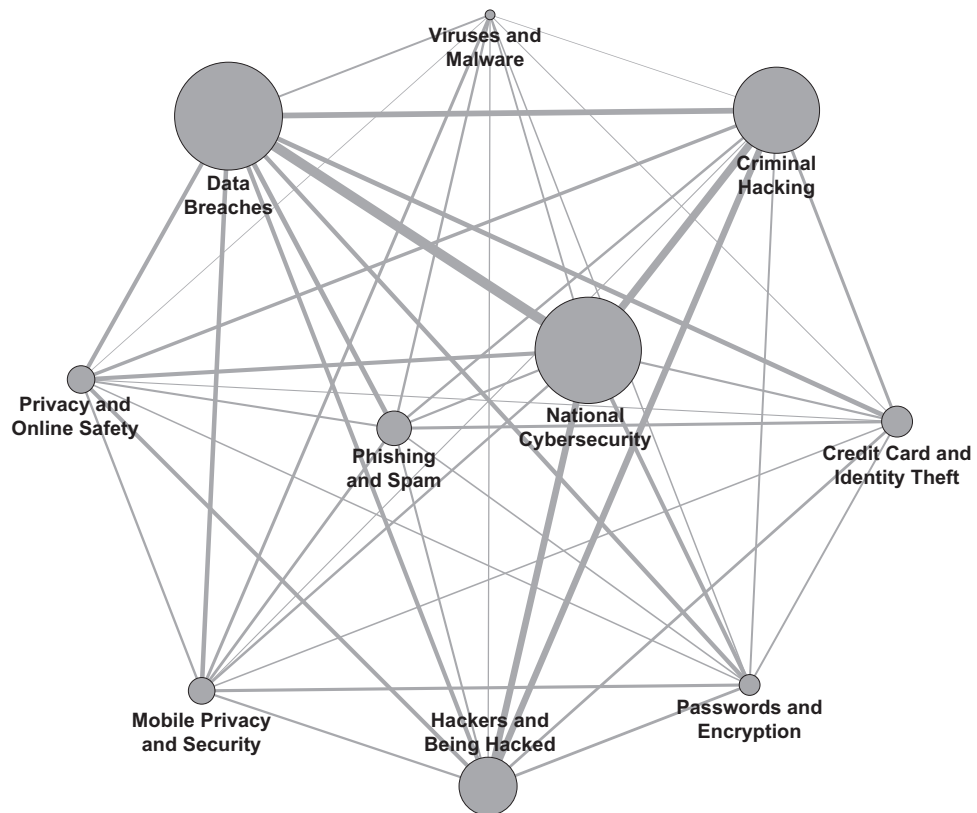 Viruses and
Malware
Data
Breaches
Criminal
Hacking
Privacy and
Online Safety
National
Cybersecurity
Phishing
and Spam
Credit Card and
Identity Theft
Mobile Privacy
and Security
Hackers and
Being Hacked
Passwords and
Encryption